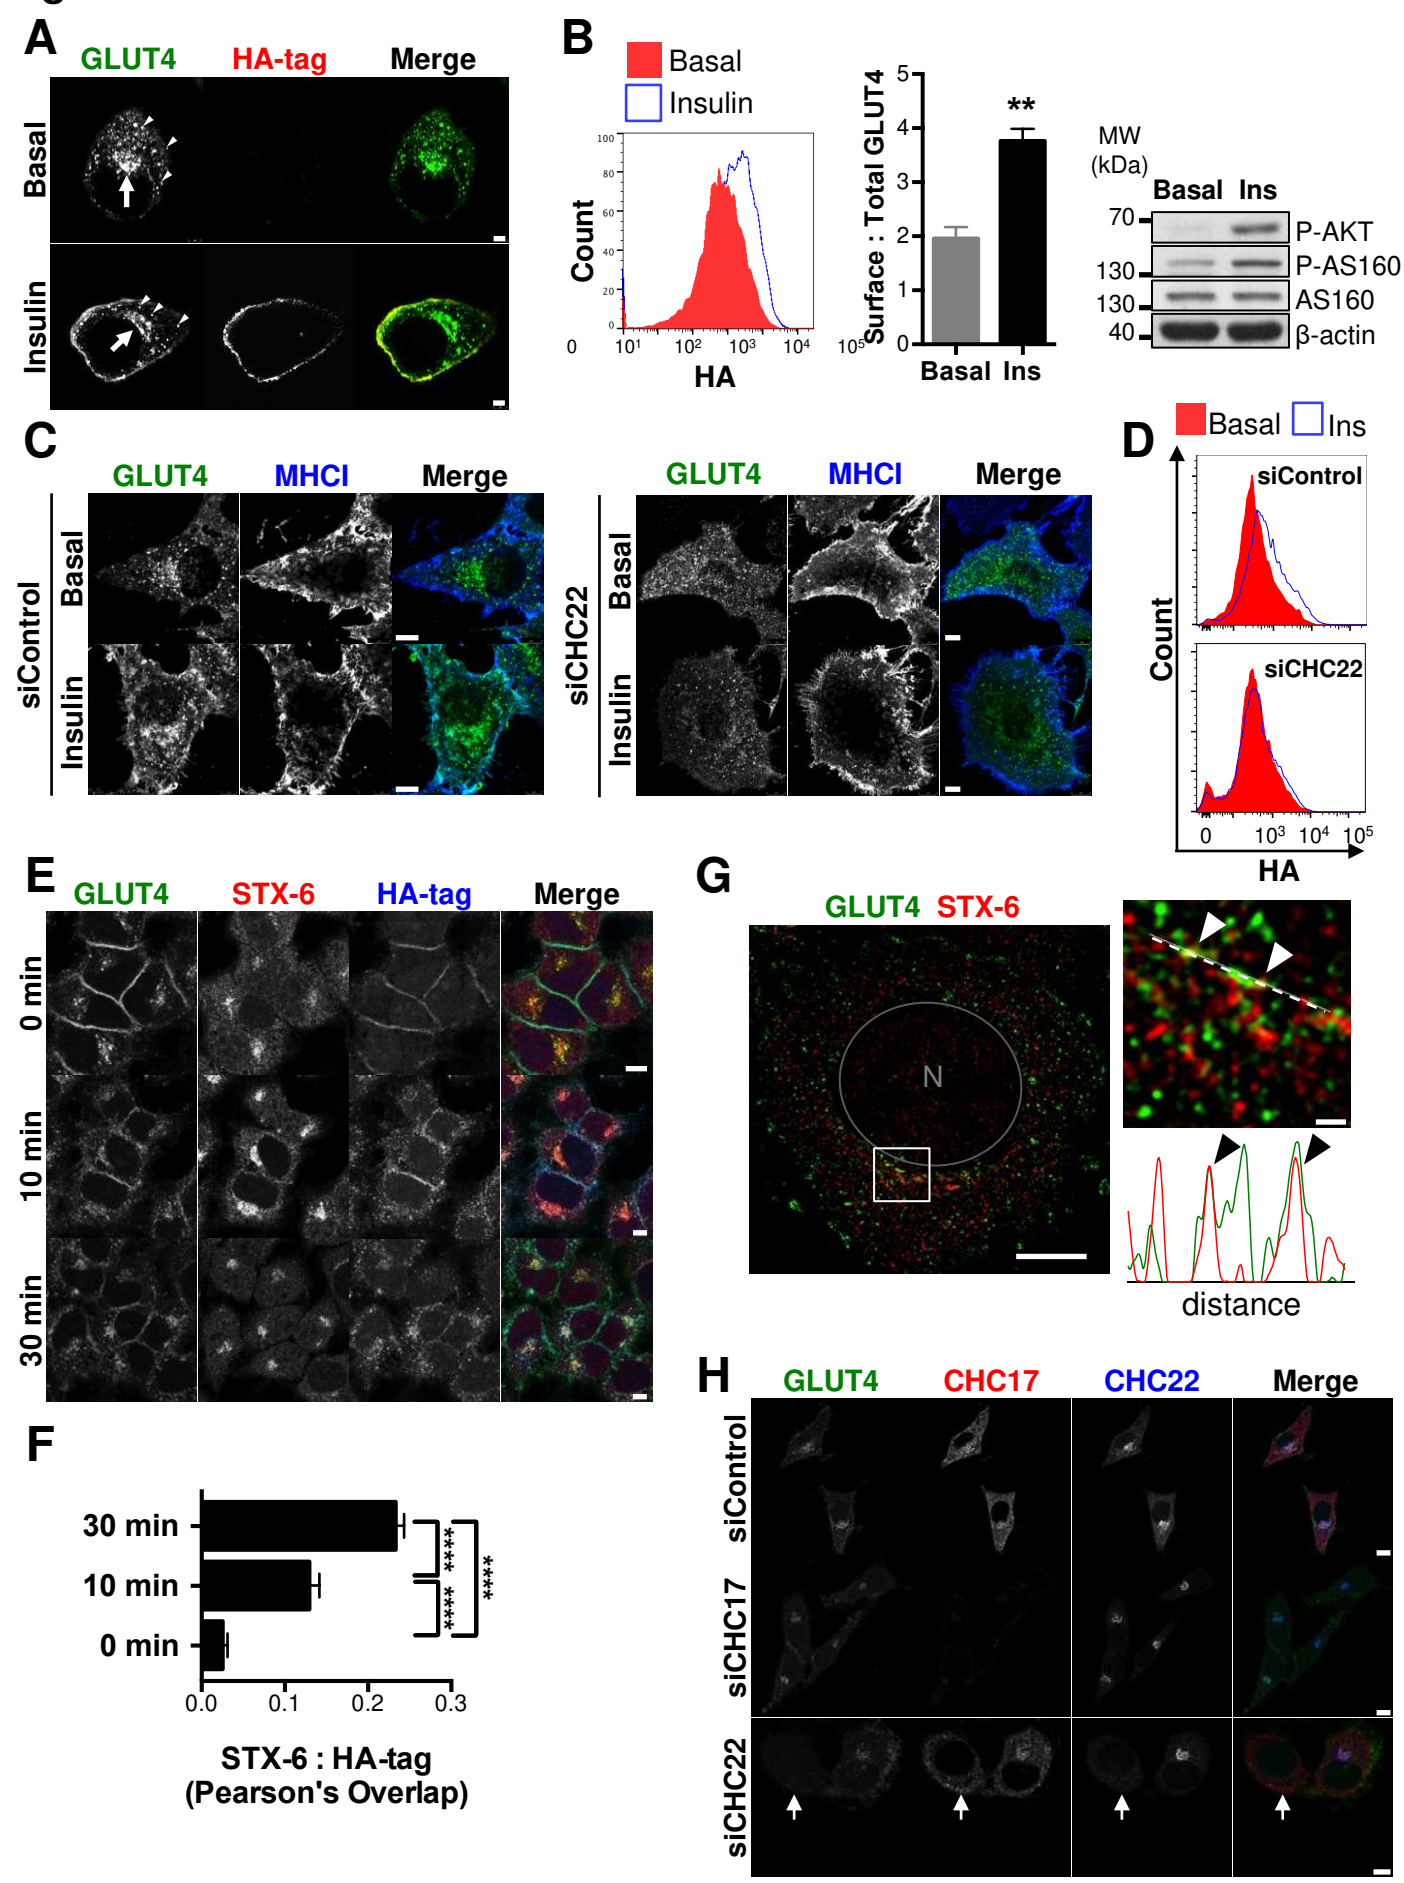 A
GLUT4
HA-tag
Merge
Basal
Insulin
B
Basal
Insulin
100
80
60
40
20
0
Count
0
10¹
10²
10³
10⁴
10⁵
HA
Surface : Total GLUT4
5
4
3
2
1
0
**
Basal Ins
MW
(kDa)
Basal Ins
70
P-AKT
130
P-AS160
130
AS160
40
β-actin
C
GLUT4
MHCI
Merge
siControl
Basal
Insulin
GLUT4
MHCI
Merge
siCHC22
Basal
Insulin
D
Basal
Ins
siControl
siCHC22
Count
0
10³
10⁴
10⁵
HA
E
GLUT4
STX-6
HA-tag
Merge
0 min
10 min
30 min
F
30 min
10 min
0 min
****
****
****
0.0
0.1
0.2
0.3
STX-6 : HA-tag
(Pearson's Overlap)
G
GLUT4 STX-6
N
distance
H
GLUT4
CHC17
CHC22
Merge
siControl
siCHC17
siCHC22